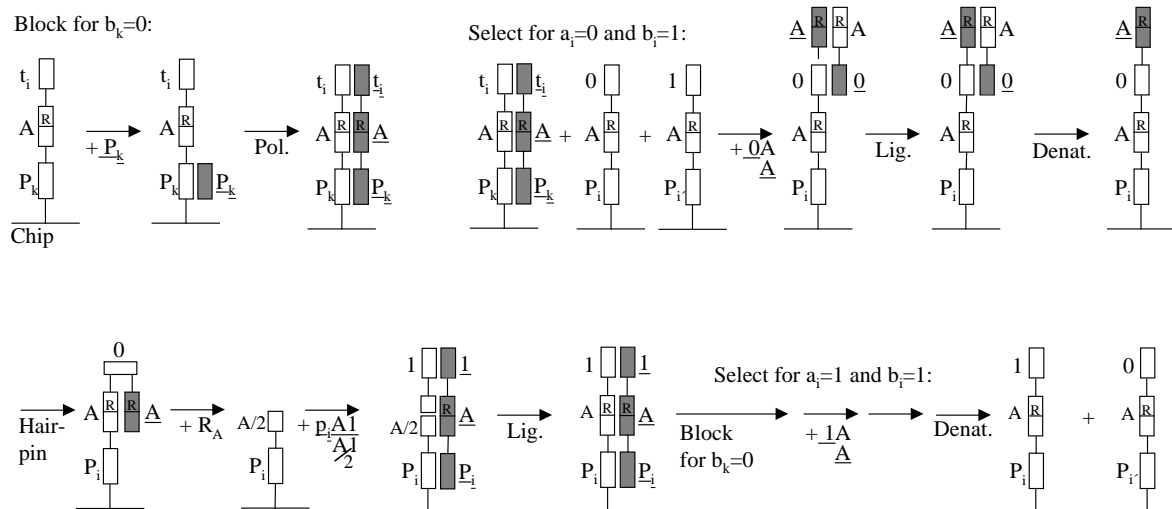 Block for b_k=0:
t_i
A
R
P_k
Chip
+ P_k
t_i
A
R
P_k
P_k
Pol.
t_i t_i
A R R A
P_k P_k
Select for a_i=0 and b_i=1:
t_i t_i
A R R A
P_k P_k
+
0
A R
P_i
+
1
A R
P_i´
+ 0A
A
A R R A
0 0
A R
P_i
Lig.
A R R A
0 0
A R
P_i
Denat.
A R
0
A R
P_i
Hair-
pin
0
A R R A
P_i
+ R_A
A/2
P_i
+ p_iA1
A1
/2
1 1
R A
A/2
P_i P_i
Lig.
1 1
A R R A
P_i P_i
Block
for b_k=0
Select for a_i=1 and b_i=1:
+ 1A
A
Denat.
1
A R
P_i
+
0
A R
P_i´